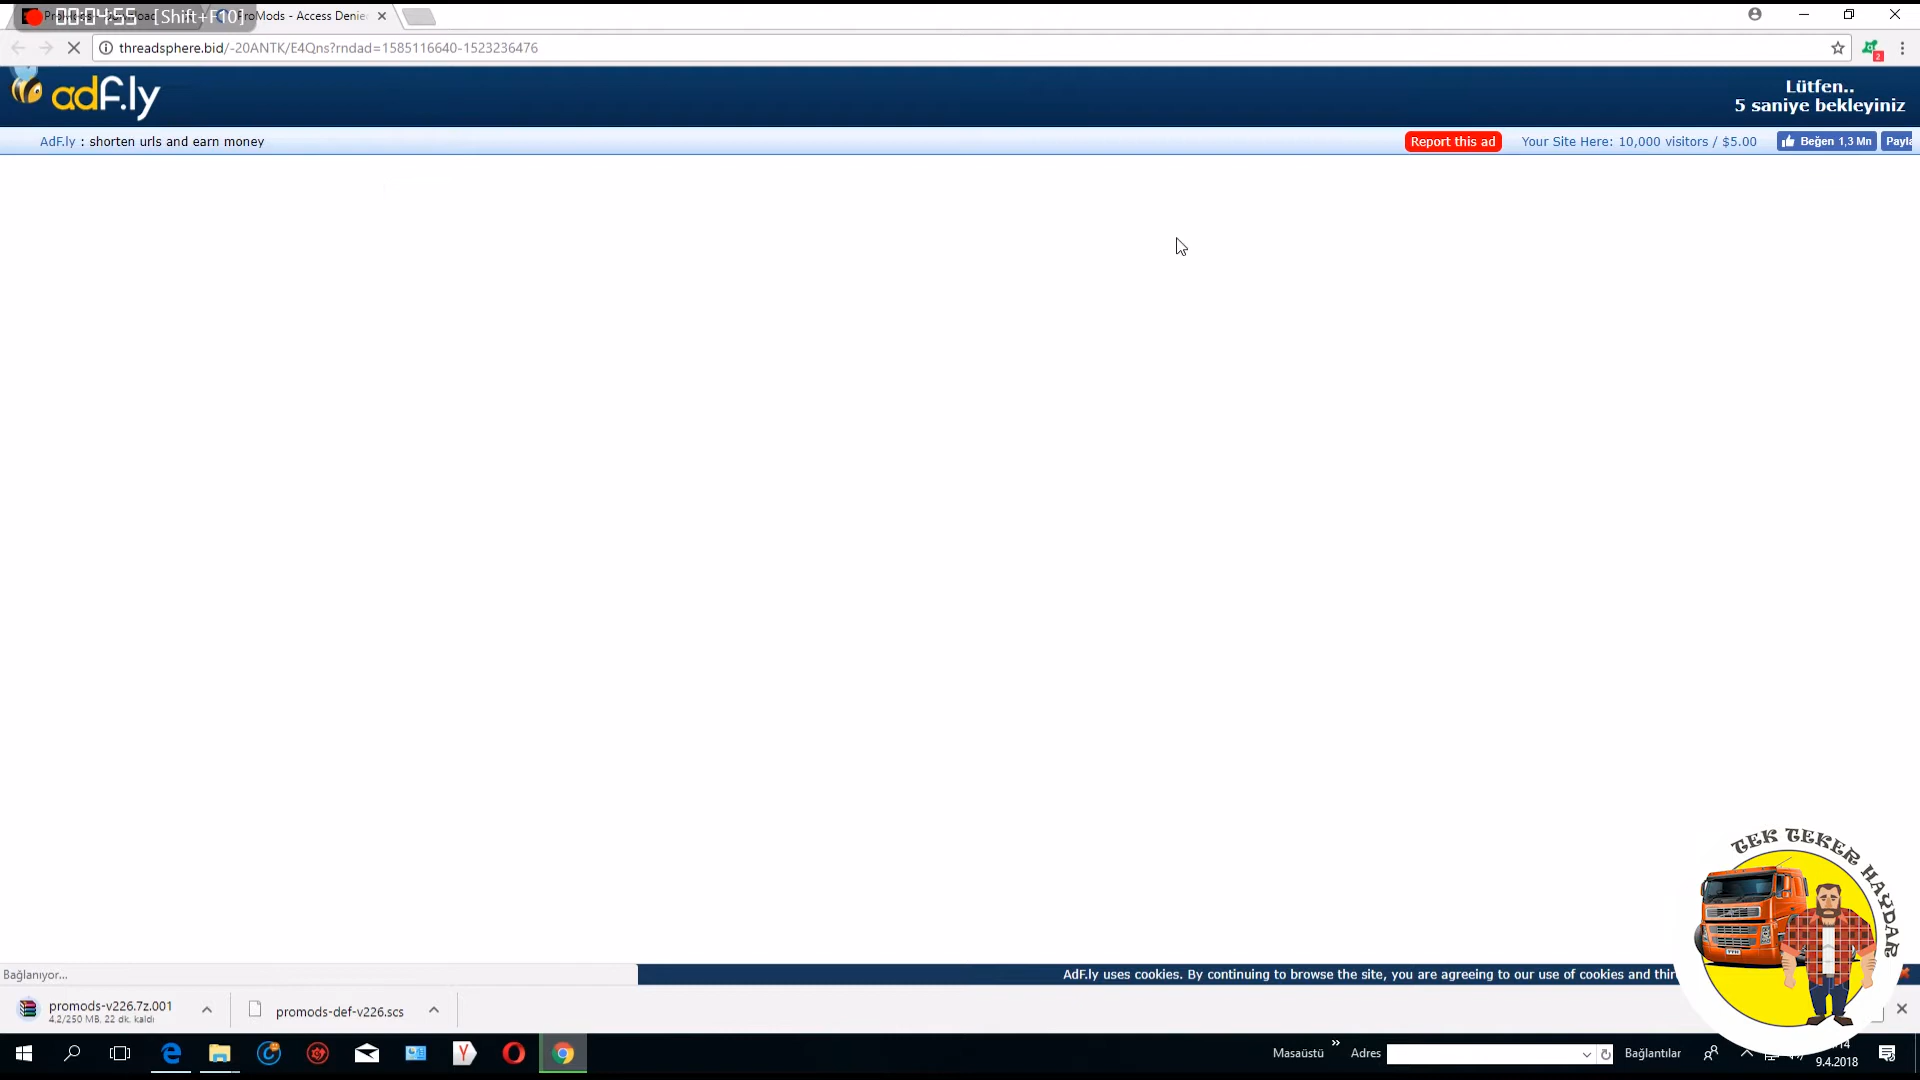 00:04:55 [Shift+F10]
ProMods - Access Denie
threadsphere.bid/-20ANTK/E4Qns?rndad=1585116640-1523236476
adf.ly
Lütfen..
5 saniye bekleyiniz
AdF.ly : shorten urls and earn money
Report this ad
Your Site Here: 10,000 visitors / $5.00
Beğen 1,3 Mn
Payla
2
TEK TEKER HAYDAR
Bağlanıyor...
AdF.ly uses cookies. By continuing to browse the site, you are agreeing to our use of cookies and thir
promods-v226.7z.001
4,2/250 MB, 22 dk. kaldı
promods-def-v226.scs
Masaüstü
Adres
Bağlantılar
14
9.4.2018